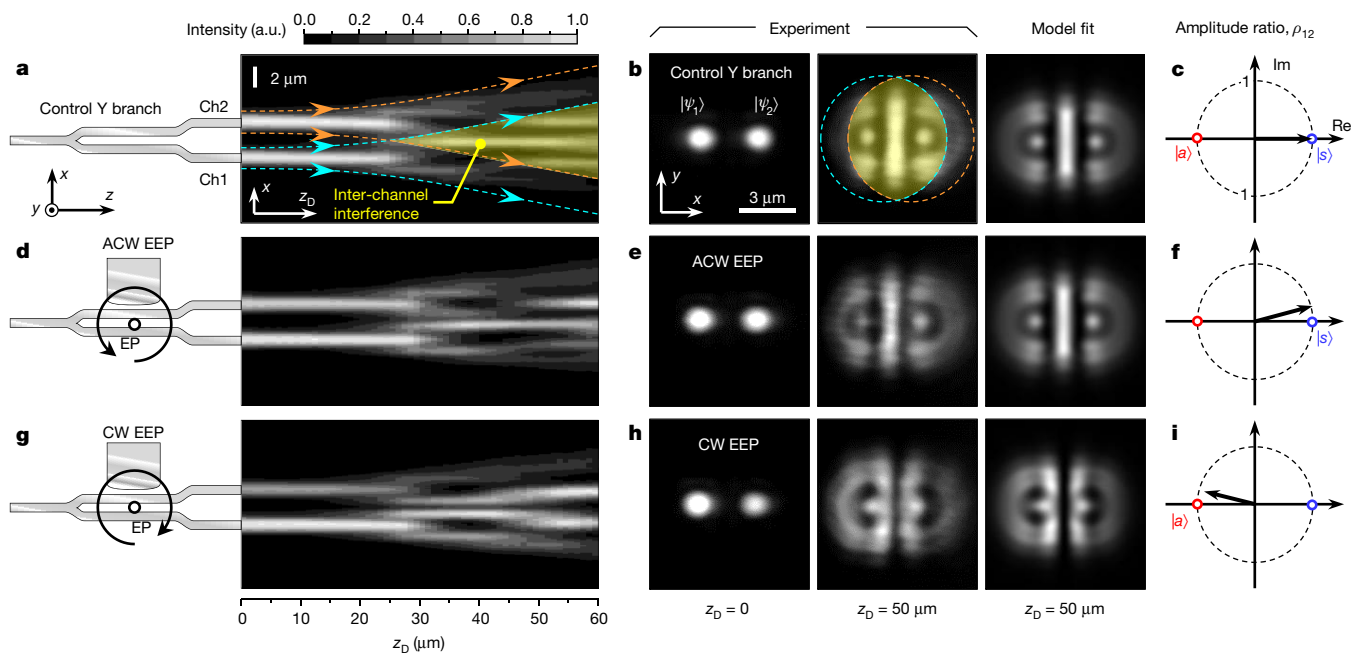 Intensity (a.u.)
0.0 0.2 0.4 0.6 0.8 1.0
Experiment
Model fit
Amplitude ratio, ρ12
a
2 μm
Control Y branch
Ch2
Ch1
x
y
z
x
zD
Inter-channel
interference
b
Control Y branch
|ψ1⟩
|ψ2⟩
y
x
3 μm
c
Im
1
Re
|a⟩
|s⟩
1
d
ACW EEP
EP
e
ACW EEP
f
|s⟩
g
CW EEP
EP
h
CW EEP
i
|a⟩
0 10 20 30 40 50 60
zD (μm)
zD = 0
zD = 50 μm
zD = 50 μm